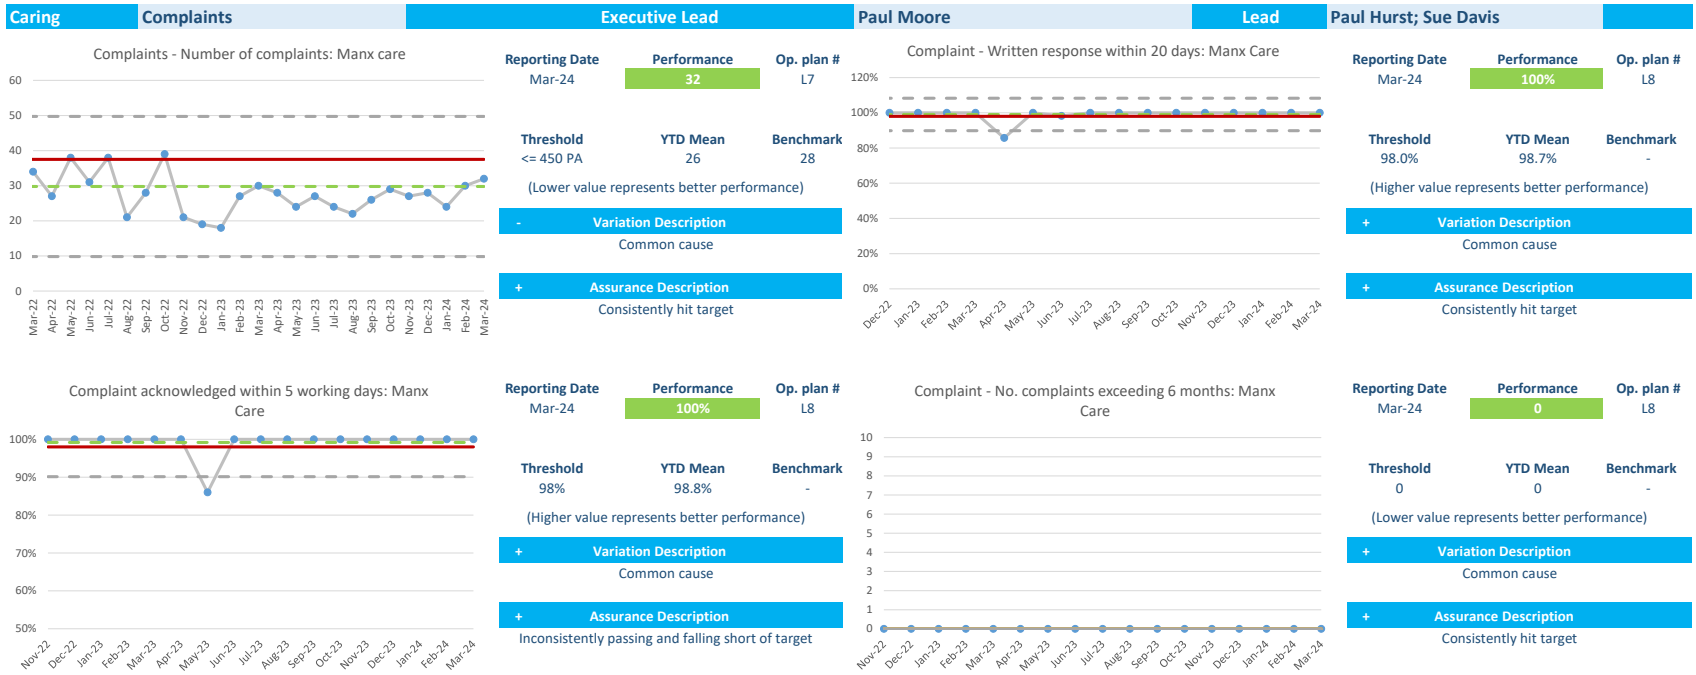 Caring Complaints Executive Lead Paul Moore Lead Paul Hurst; Sue Davis
Complaints - Number of complaints: Manx care
60
50
40
30
20
10
0
Mar-22 Apr-22 May-22 Jun-22 Jul-22 Aug-22 Sep-22 Oct-22 Nov-22 Dec-22 Jan-23 Feb-23 Mar-23 Apr-23 May-23 Jun-23 Jul-23 Aug-23 Sep-23 Oct-23 Nov-23 Dec-23 Jan-24 Feb-24 Mar-24
Reporting Date Performance Op. plan #
Mar-24 32 L7
Threshold YTD Mean Benchmark
<= 450 PA 26 28
(Lower value represents better performance)
- Variation Description
Common cause
+ Assurance Description
Consistently hit target
Complaint - Written response within 20 days: Manx Care
120%
100%
80%
60%
40%
20%
0%
Dec-22 Jan-23 Feb-23 Mar-23 Apr-23 May-23 Jun-23 Jul-23 Aug-23 Sep-23 Oct-23 Nov-23 Dec-23 Jan-24 Feb-24 Mar-24
Reporting Date Performance Op. plan #
Mar-24 100% L8
Threshold YTD Mean Benchmark
98.0% 98.7% -
(Higher value represents better performance)
+ Variation Description
Common cause
+ Assurance Description
Consistently hit target
Complaint acknowledged within 5 working days: Manx
Care
100%
90%
80%
70%
60%
50%
Nov-22 Dec-22 Jan-23 Feb-23 Mar-23 Apr-23 May-23 Jun-23 Jul-23 Aug-23 Sep-23 Oct-23 Nov-23 Dec-23 Jan-24 Feb-24 Mar-24
Reporting Date Performance Op. plan #
Mar-24 100% L8
Threshold YTD Mean Benchmark
98% 98.8% -
(Higher value represents better performance)
+ Variation Description
Common cause
+ Assurance Description
Inconsistently passing and falling short of target
Complaint - No. complaints exceeding 6 months: Manx
Care
10
9
8
7
6
5
4
3
2
1
0
Nov-22 Dec-22 Jan-23 Feb-23 Mar-23 Apr-23 May-23 Jun-23 Jul-23 Aug-23 Sep-23 Oct-23 Nov-23 Dec-23 Jan-24 Feb-24 Mar-24
Reporting Date Performance Op. plan #
Mar-24 0 L8
Threshold YTD Mean Benchmark
0 0 -
(Lower value represents better performance)
+ Variation Description
Common cause
+ Assurance Description
Consistently hit target